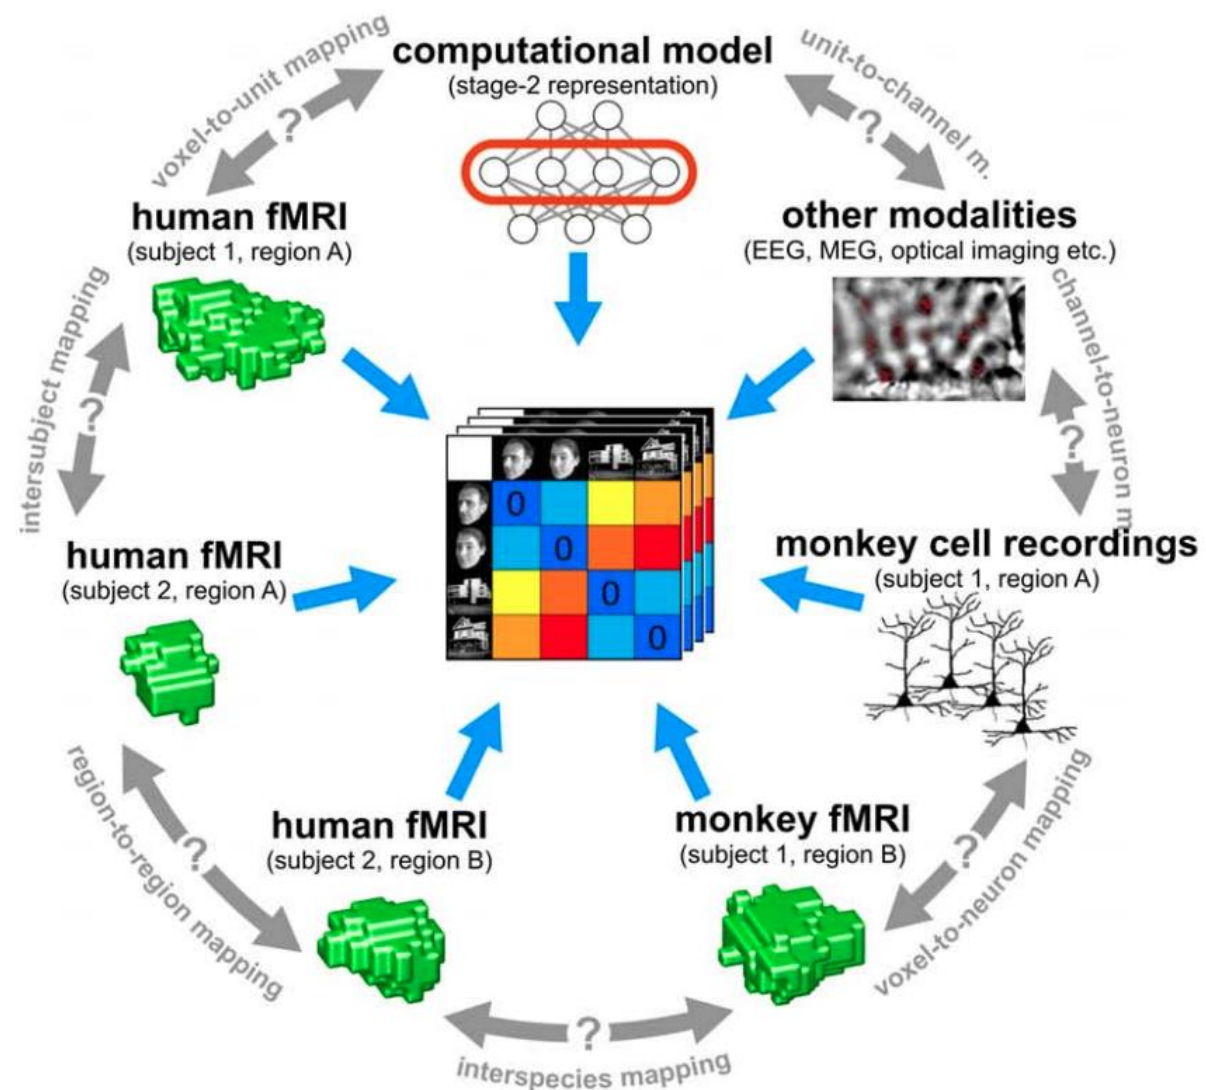 computational model
(stage-2 representation)
voxel-to-unit mapping
?
unit-to-channel m.
?
human fMRI
(subject 1, region A)
other modalities
(EEG, MEG, optical imaging etc.)
intersubject mapping
?
channel-to-neuron m
?
0
0
0
0
human fMRI
(subject 2, region A)
monkey cell recordings
(subject 1, region A)
region-to-region mapping
?
human fMRI
(subject 2, region B)
monkey fMRI
(subject 1, region B)
voxel-to-neuron mapping
?
?
interspecies mapping